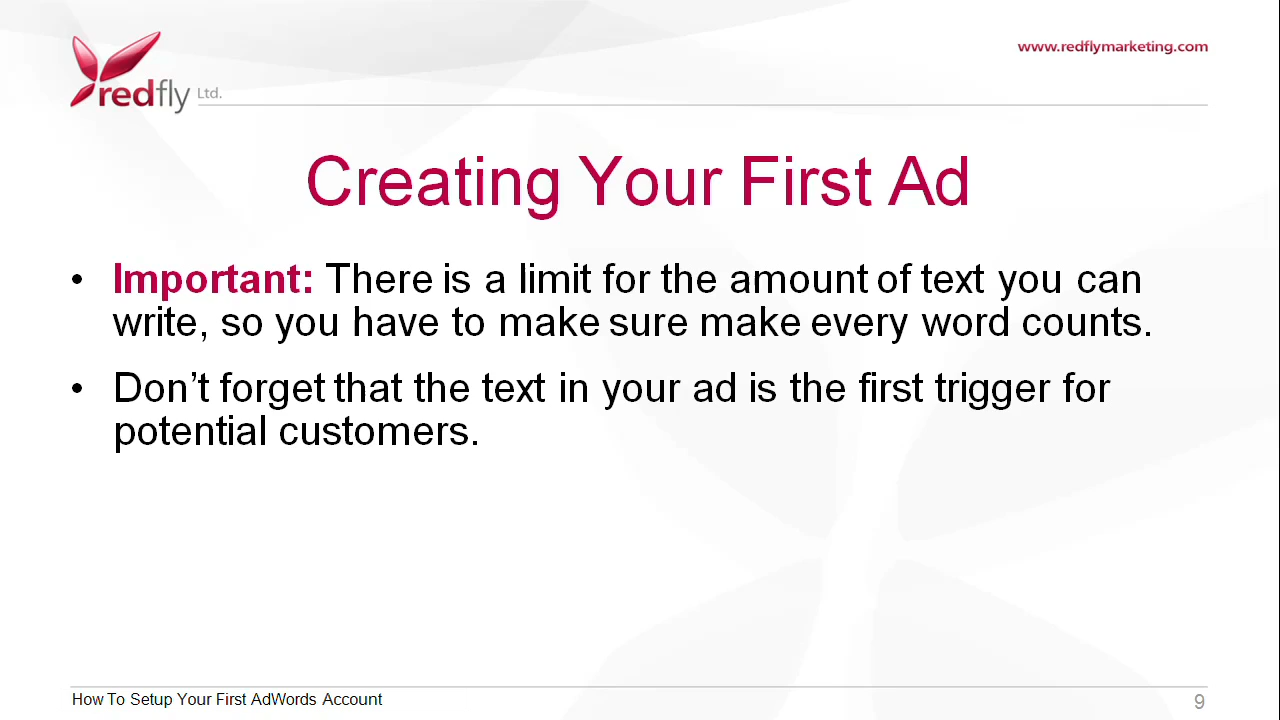 redfly Ltd.
www.redflymarketing.com
Creating Your First Ad
• Important: There is a limit for the amount of text you can
write, so you have to make sure make every word counts.
• Don’t forget that the text in your ad is the first trigger for
potential customers.
How To Setup Your First AdWords Account
9